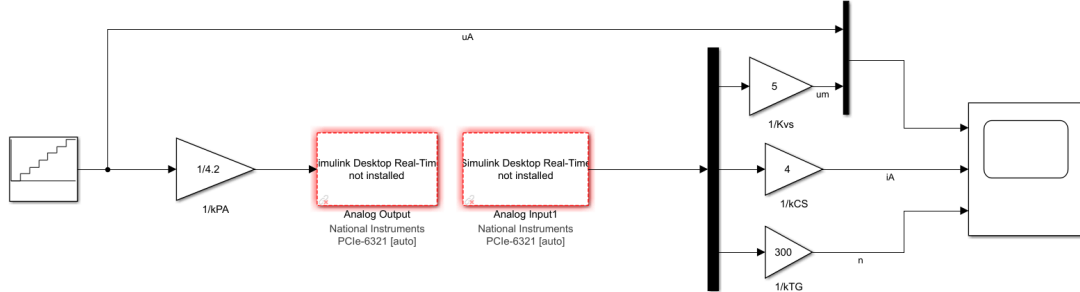 uA
5
um
1/Kvs
1/4.2
1/kPA
Simulink Desktop Real-Time
not installed
Analog Output
National Instruments
PCIe-6321 [auto]
Simulink Desktop Real-Time
not installed
Analog Input1
National Instruments
PCIe-6321 [auto]
4
iA
1/kCS
300
n
1/kTG